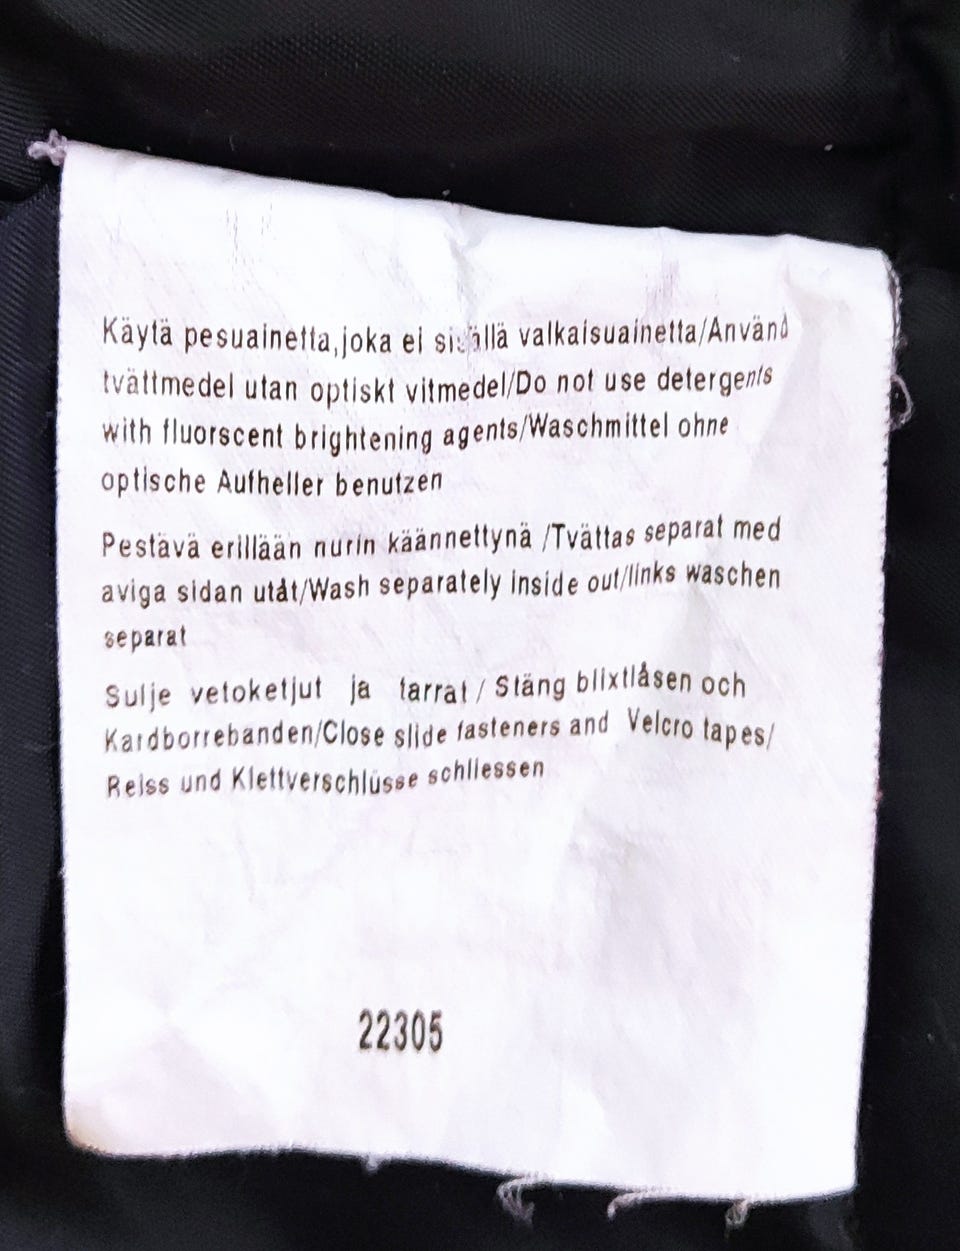 Käytä pesuainetta,joka ei sisällä valkaisuainetta/Använd
tvättmedel utan optiskt vitmedel/Do not use detergents
with fluorscent brightening agents/Waschmittel ohne
optische Aufheller benutzen
Pestävä erillään nurin käännettynä /Tvättas separat med
aviga sidan utåt/Wash separately inside out/links waschen
separat
Sulje vetoketjut ja tarrat / Stäng blixtlåsen och
Kardborrebanden/Close slide fasteners and Velcro tapes/
Reiss und Klettverschlüsse schliessen
22305